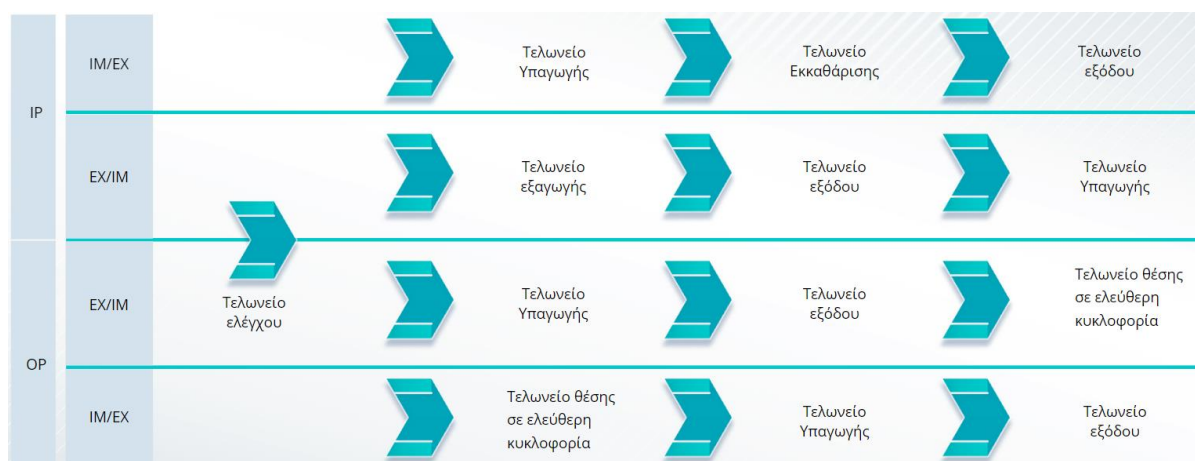 IP
IM/EX
Τελωνείο
Υπαγωγής
Τελωνείο
Εκκαθάρισης
Τελωνείο
εξόδου
EX/IM
Τελωνείο
εξαγωγής
Τελωνείο
εξόδου
Τελωνείο
Υπαγωγής
Τελωνείο
ελέγχου
OP
EX/IM
Τελωνείο
Υπαγωγής
Τελωνείο
εξόδου
Τελωνείο θέσης
σε ελεύθερη
κυκλοφορία
IM/EX
Τελωνείο θέσης
σε ελεύθερη
κυκλοφορία
Τελωνείο
Υπαγωγής
Τελωνείο
εξόδου